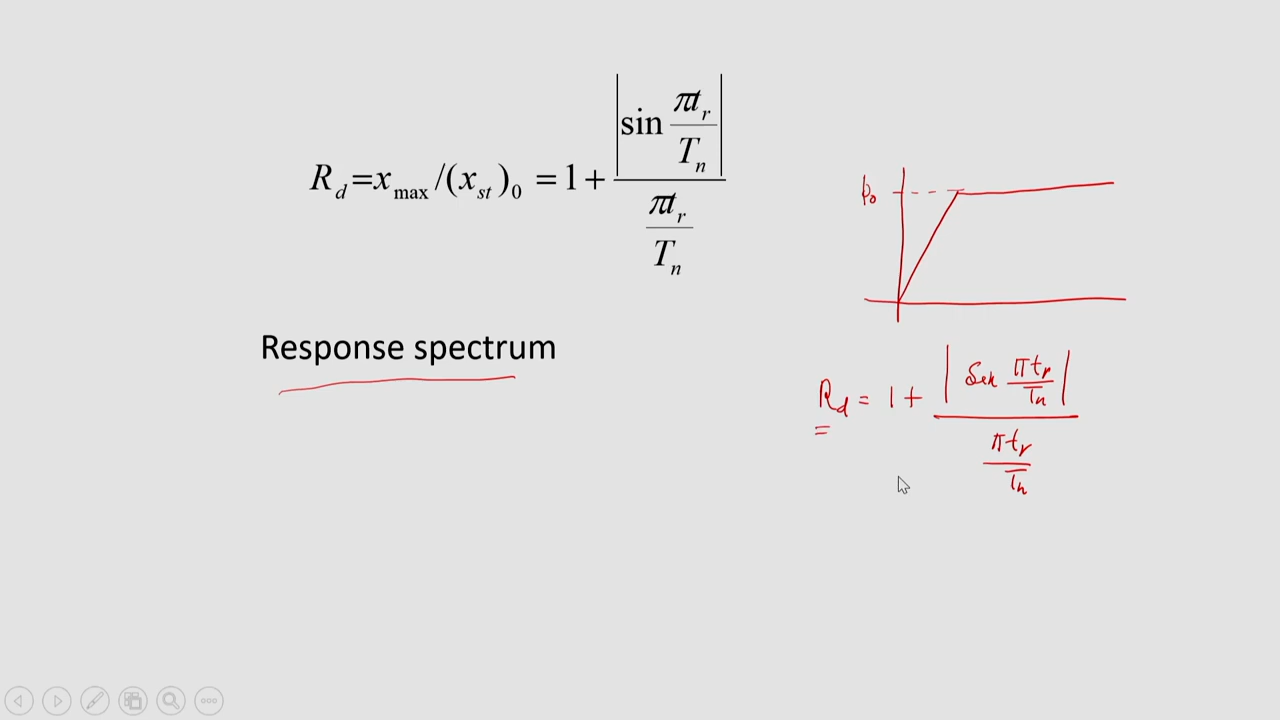 R_d = x_max / (x_st)_0 = 1 + |sin πt_r / T_n| / (πt_r / T_n)
Response spectrum
p₀
R_d = 1 + |Sin πt_r / T_n| / (πt_r / T_n)